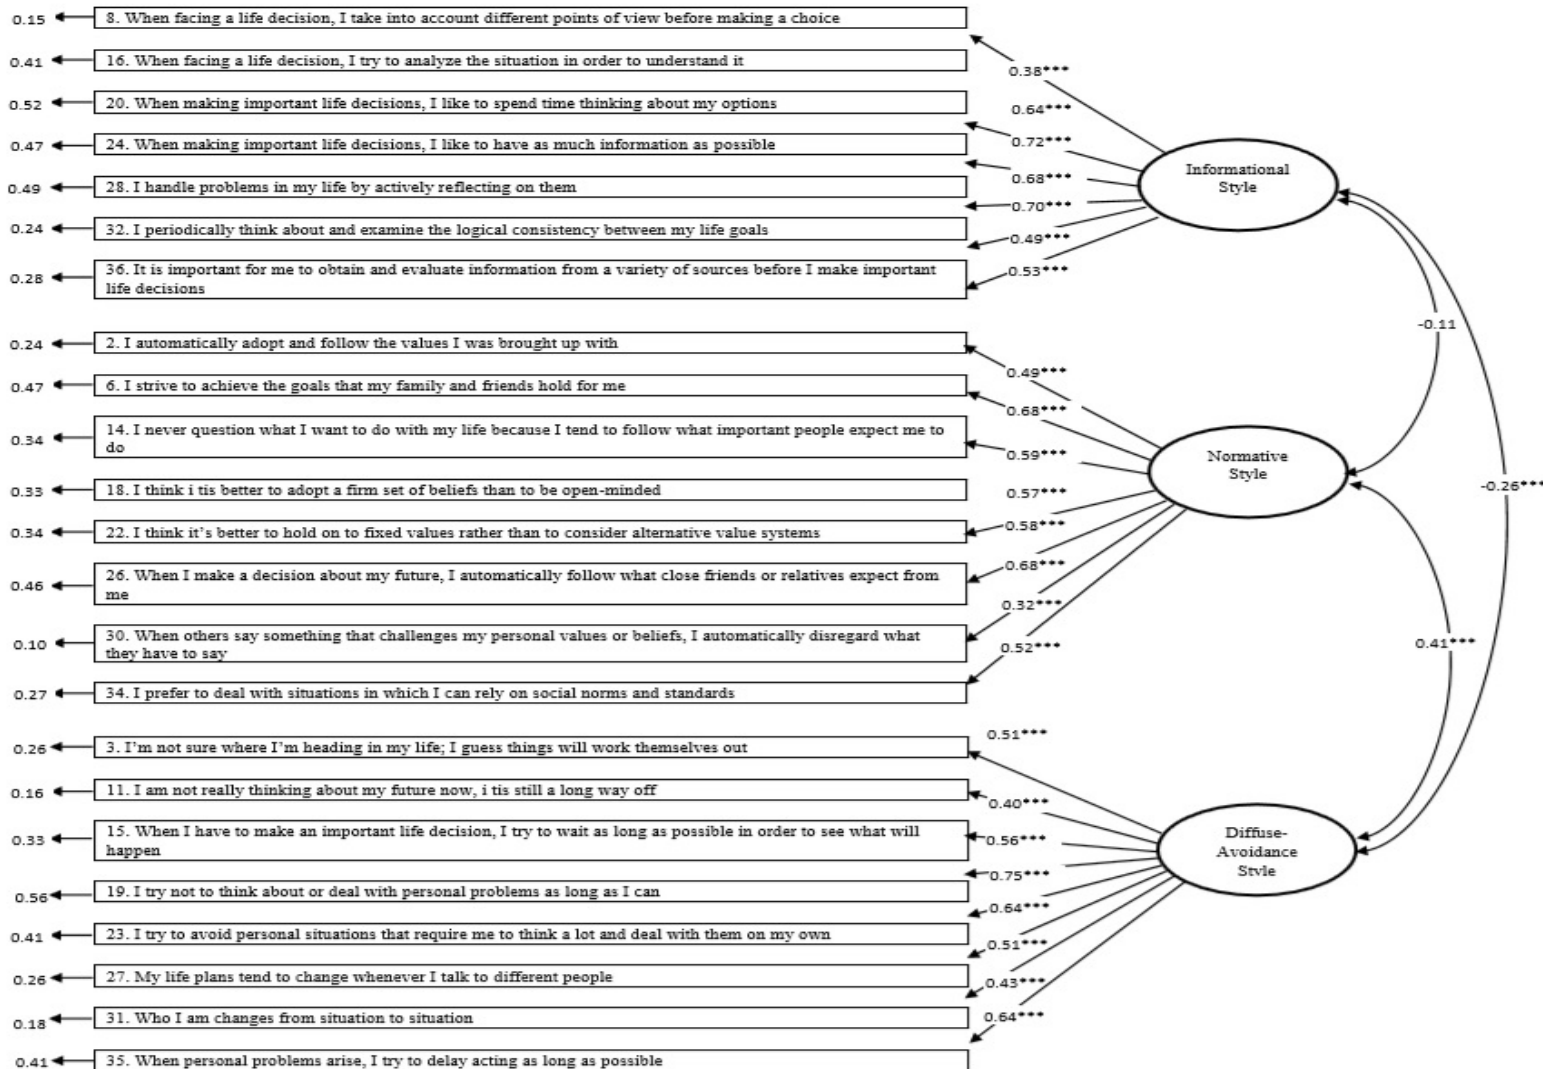 0.15
8. When facing a life decision, I take into account different points of view before making a choice
0.41
16. When facing a life decision, I try to analyze the situation in order to understand it
0.52
20. When making important life decisions, I like to spend time thinking about my options
0.47
24. When making important life decisions, I like to have as much information as possible
0.49
28. I handle problems in my life by actively reflecting on them
0.24
32. I periodically think about and examine the logical consistency between my life goals
0.28
36. It is important for me to obtain and evaluate information from a variety of sources before I make important
life decisions
0.38***
0.64***
0.72***
0.68***
0.70***
0.49***
0.53***
Informational
Style
0.24
2. I automatically adopt and follow the values I was brought up with
0.47
6. I strive to achieve the goals that my family and friends hold for me
0.34
14. I never question what I want to do with my life because I tend to follow what important people expect me to
do
0.33
18. I think i tis better to adopt a firm set of beliefs than to be open-minded
0.34
22. I think it's better to hold on to fixed values rather than to consider alternative value systems
0.46
26. When I make a decision about my future, I automatically follow what close friends or relatives expect from
me
0.10
30. When others say something that challenges my personal values or beliefs, I automatically disregard what
they have to say
0.27
34. I prefer to deal with situations in which I can rely on social norms and standards
0.49***
0.68***
0.59***
0.57***
0.58***
0.68***
0.32***
0.52***
Normative
Style
0.26
3. I'm not sure where I'm heading in my life; I guess things will work themselves out
0.16
11. I am not really thinking about my future now, i tis still a long way off
0.33
15. When I have to make an important life decision, I try to wait as long as possible in order to see what will
happen
0.56
19. I try not to think about or deal with personal problems as long as I can
0.41
23. I try to avoid personal situations that require me to think a lot and deal with them on my own
0.26
27. My life plans tend to change whenever I talk to different people
0.18
31. Who I am changes from situation to situation
0.41
35. When personal problems arise, I try to delay acting as long as possible
0.51***
0.40***
0.56***
0.75***
0.64***
0.51***
0.43***
0.64***
Diffuse-
Avoidance
Style
-0.11
-0.26***
0.41***